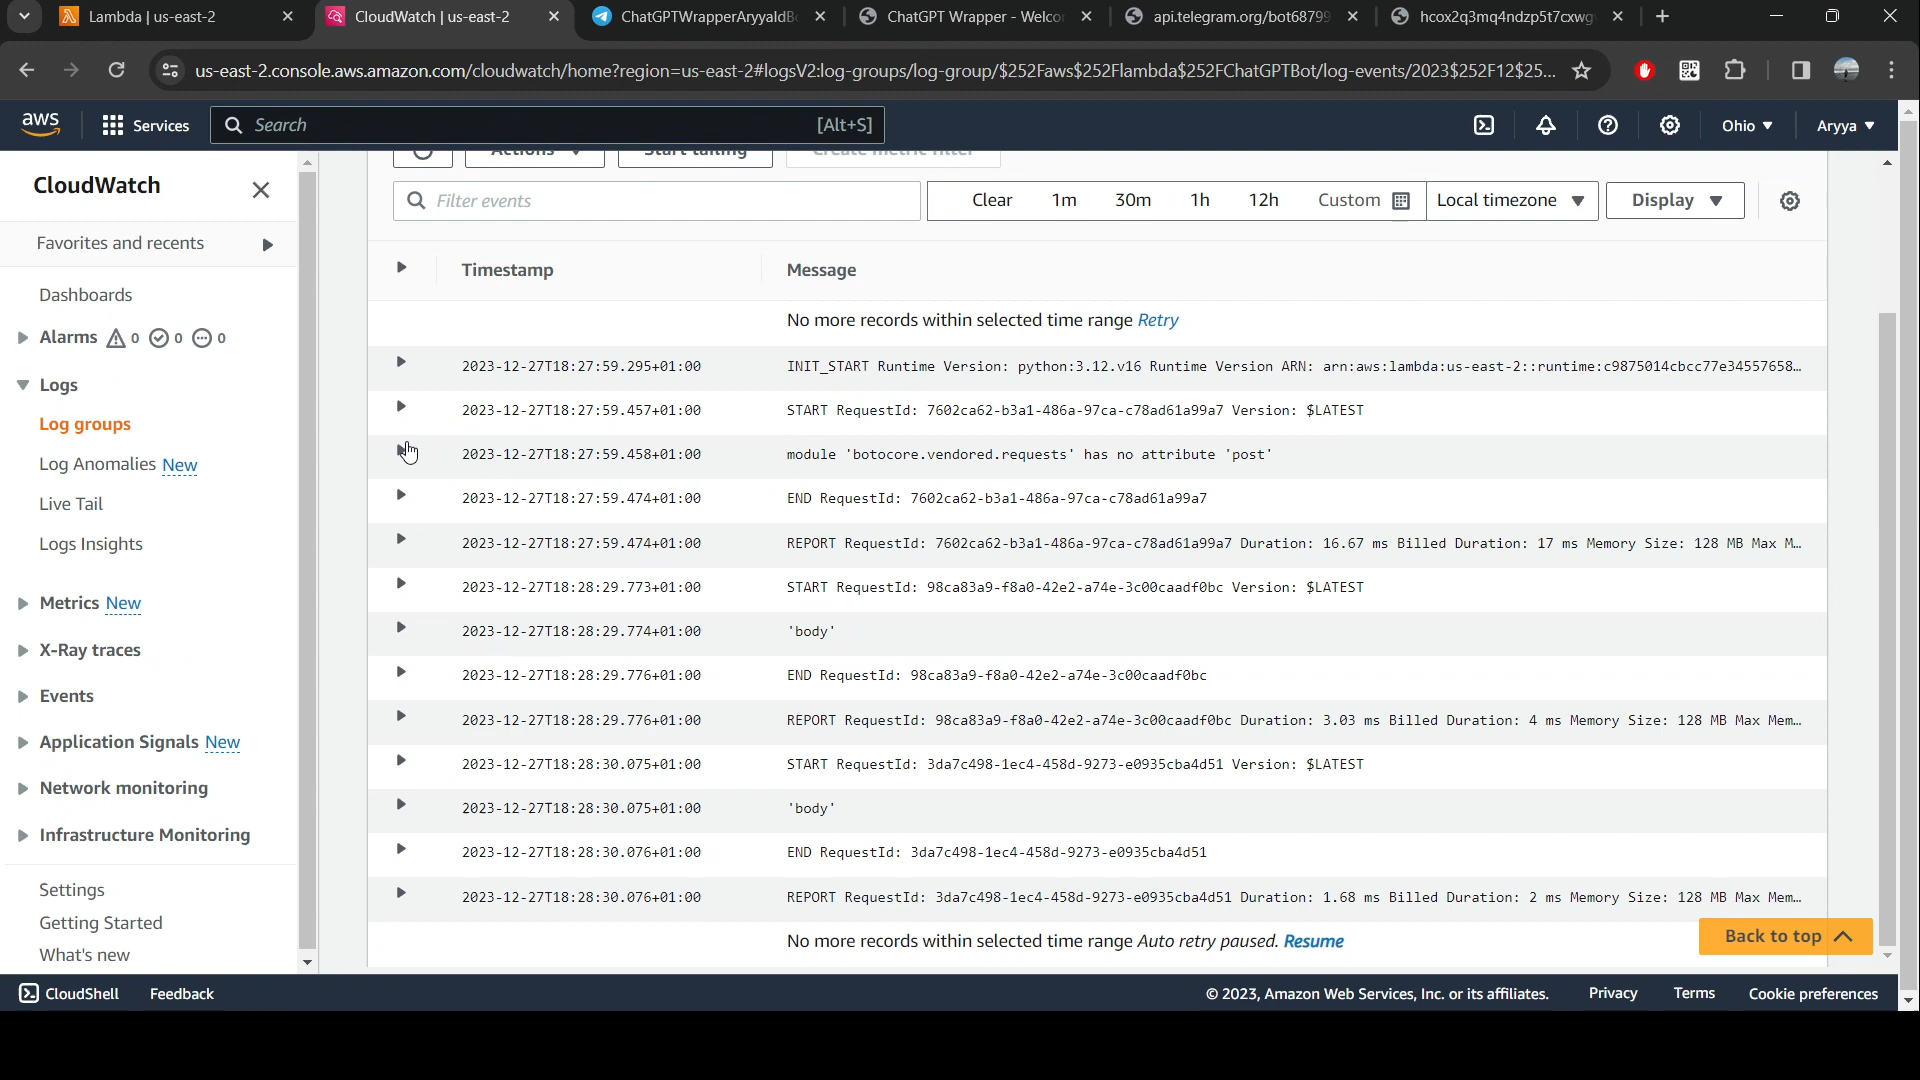 Lambda | us-east-2
CloudWatch | us-east-2
ChatGPTWrapperAryyaldB
ChatGPT Wrapper - Welco
api.telegram.org/bot68799
hcox2q3mq4ndzp5t7cxwg
us-east-2.console.aws.amazon.com/cloudwatch/home?region=us-east-2#logsV2:log-groups/log-group/$252Faws$252Flambda$252FChatGPTBot/log-events/2023$252F12$25...
aws
Services
Search
[Alt+S]
Ohio
Aryya
CloudWatch
Favorites and recents
Dashboards
Alarms 0 0 0
Logs
Log groups
Log Anomalies New
Live Tail
Logs Insights
Metrics New
X-Ray traces
Events
Application Signals New
Network monitoring
Infrastructure Monitoring
Settings
Getting Started
What's new
Actions
Start tailing
Create metric filter
Filter events
Clear 1m 30m 1h 12h Custom
Local timezone
Display
Timestamp Message
No more records within selected time range Retry
2023-12-27T18:27:59.295+01:00 INIT_START Runtime Version: python:3.12.v16 Runtime Version ARN: arn:aws:lambda:us-east-2::runtime:c9875014cbcc77e34557658…
2023-12-27T18:27:59.457+01:00 START RequestId: 7602ca62-b3a1-486a-97ca-c78ad61a99a7 Version: $LATEST
2023-12-27T18:27:59.458+01:00 module 'botocore.vendored.requests' has no attribute 'post'
2023-12-27T18:27:59.474+01:00 END RequestId: 7602ca62-b3a1-486a-97ca-c78ad61a99a7
2023-12-27T18:27:59.474+01:00 REPORT RequestId: 7602ca62-b3a1-486a-97ca-c78ad61a99a7 Duration: 16.67 ms Billed Duration: 17 ms Memory Size: 128 MB Max M…
2023-12-27T18:28:29.773+01:00 START RequestId: 98ca83a9-f8a0-42e2-a74e-3c00caadf0bc Version: $LATEST
2023-12-27T18:28:29.774+01:00 'body'
2023-12-27T18:28:29.776+01:00 END RequestId: 98ca83a9-f8a0-42e2-a74e-3c00caadf0bc
2023-12-27T18:28:29.776+01:00 REPORT RequestId: 98ca83a9-f8a0-42e2-a74e-3c00caadf0bc Duration: 3.03 ms Billed Duration: 4 ms Memory Size: 128 MB Max Mem…
2023-12-27T18:28:30.075+01:00 START RequestId: 3da7c498-1ec4-458d-9273-e0935cba4d51 Version: $LATEST
2023-12-27T18:28:30.075+01:00 'body'
2023-12-27T18:28:30.076+01:00 END RequestId: 3da7c498-1ec4-458d-9273-e0935cba4d51
2023-12-27T18:28:30.076+01:00 REPORT RequestId: 3da7c498-1ec4-458d-9273-e0935cba4d51 Duration: 1.68 ms Billed Duration: 2 ms Memory Size: 128 MB Max Mem…
No more records within selected time range Auto retry paused. Resume
Back to top
CloudShell Feedback
© 2023, Amazon Web Services, Inc. or its affiliates. Privacy Terms Cookie preferences